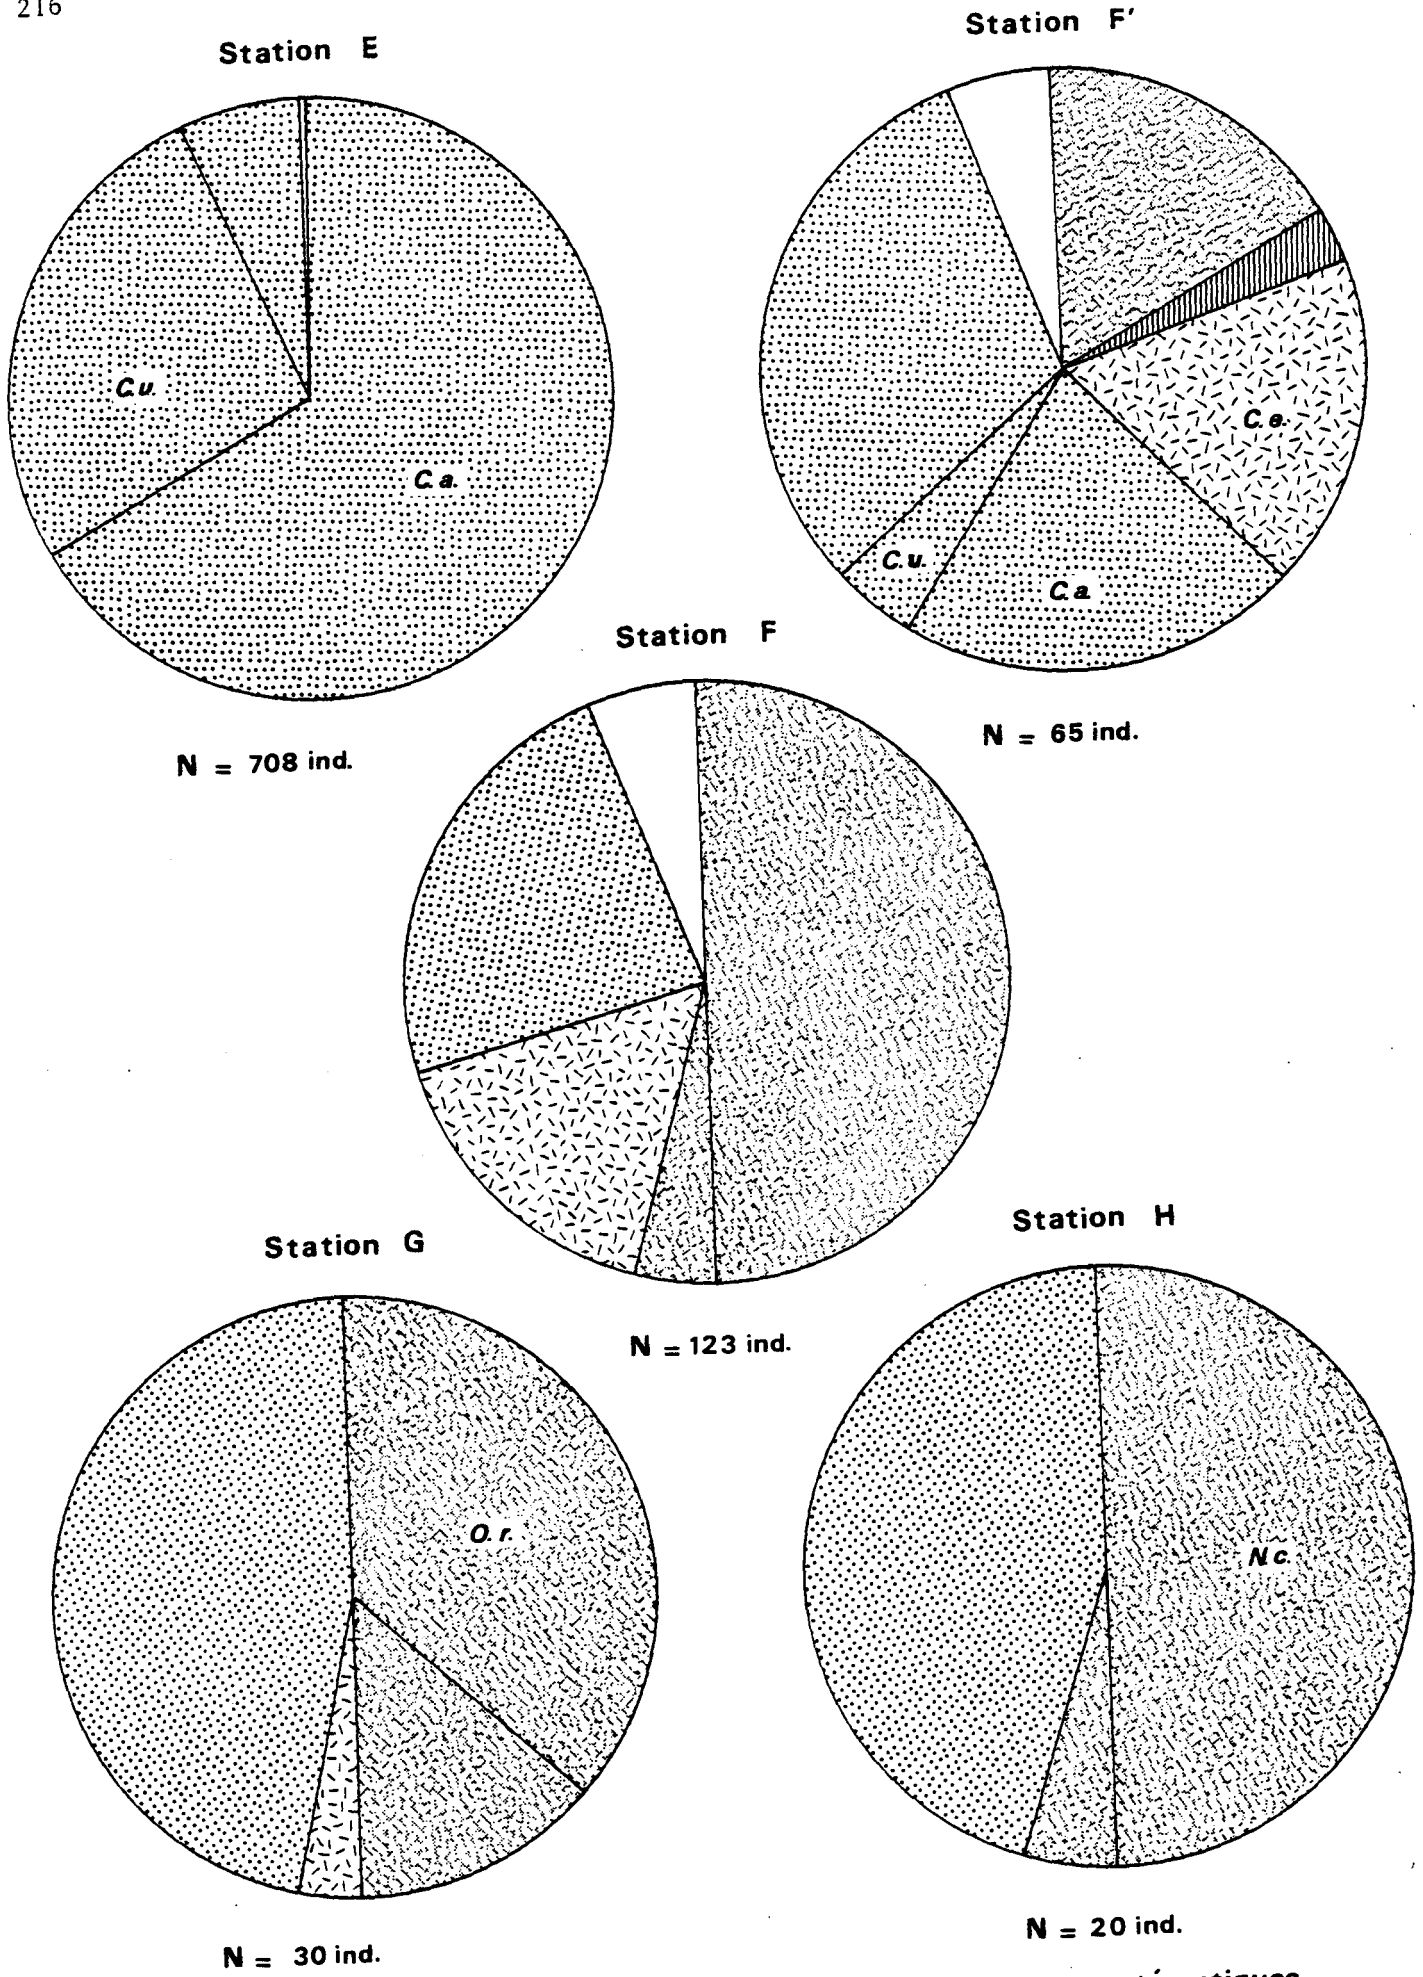 216
Station E
Station F′
C.u.
C.a.
C.e.
C.u.
C.a.
N = 708 ind.
N = 65 ind.
Station F
N = 123 ind.
Station G
Station H
O.r.
N.c.
N = 30 ind.
N = 20 ind.